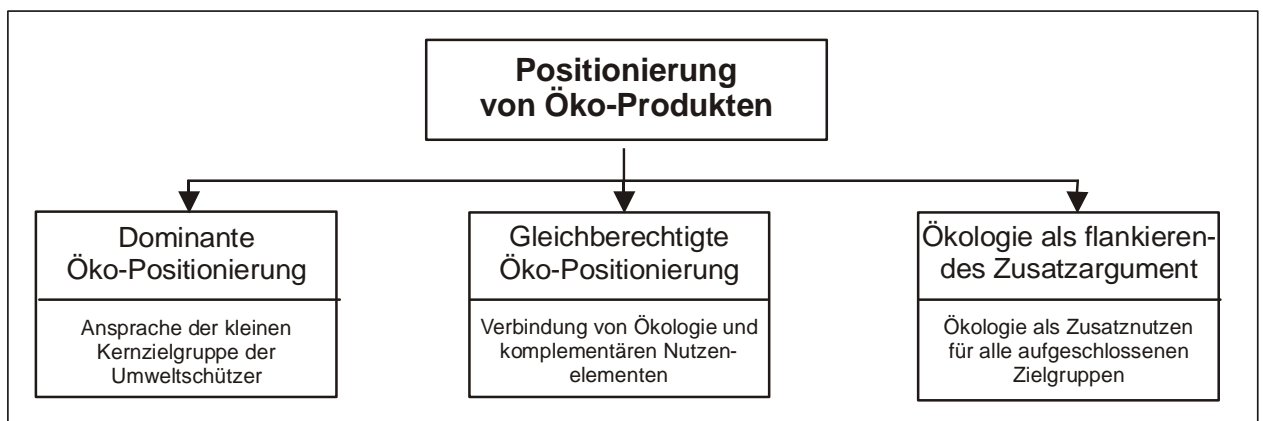 Positionierung
von Öko-Produkten
Dominante
Öko-Positionierung
Ansprache der kleinen
Kernzielgruppe der
Umweltschützer
Gleichberechtigte
Öko-Positionierung
Verbindung von Ökologie und
komplementären Nutzen-
elementen
Ökologie als flankieren-
des Zusatzargument
Ökologie als Zusatznutzen
für alle aufgeschlossenen
Zielgruppen